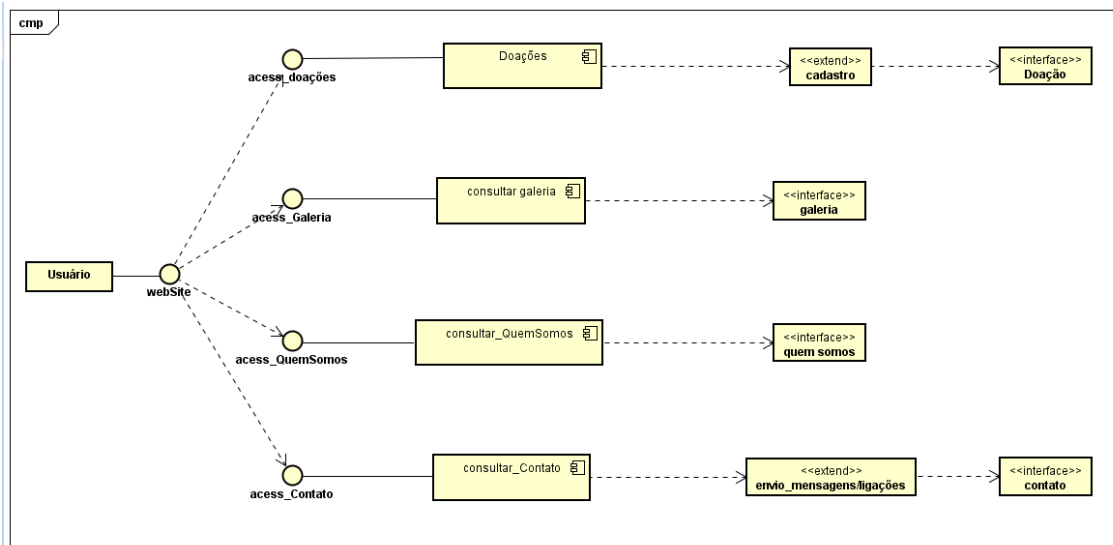 cmp
acess_doações
Doações
<<extend>>
cadastro
<<interface>>
Doação
acess_Galeria
consultar galeria
<<interface>>
galeria
Usuário
webSite
acess_QuemSomos
consultar_QuemSomos
<<interface>>
quem somos
acess_Contato
consultar_Contato
<<extend>>
envio_mensagens/ligações
<<interface>>
contato